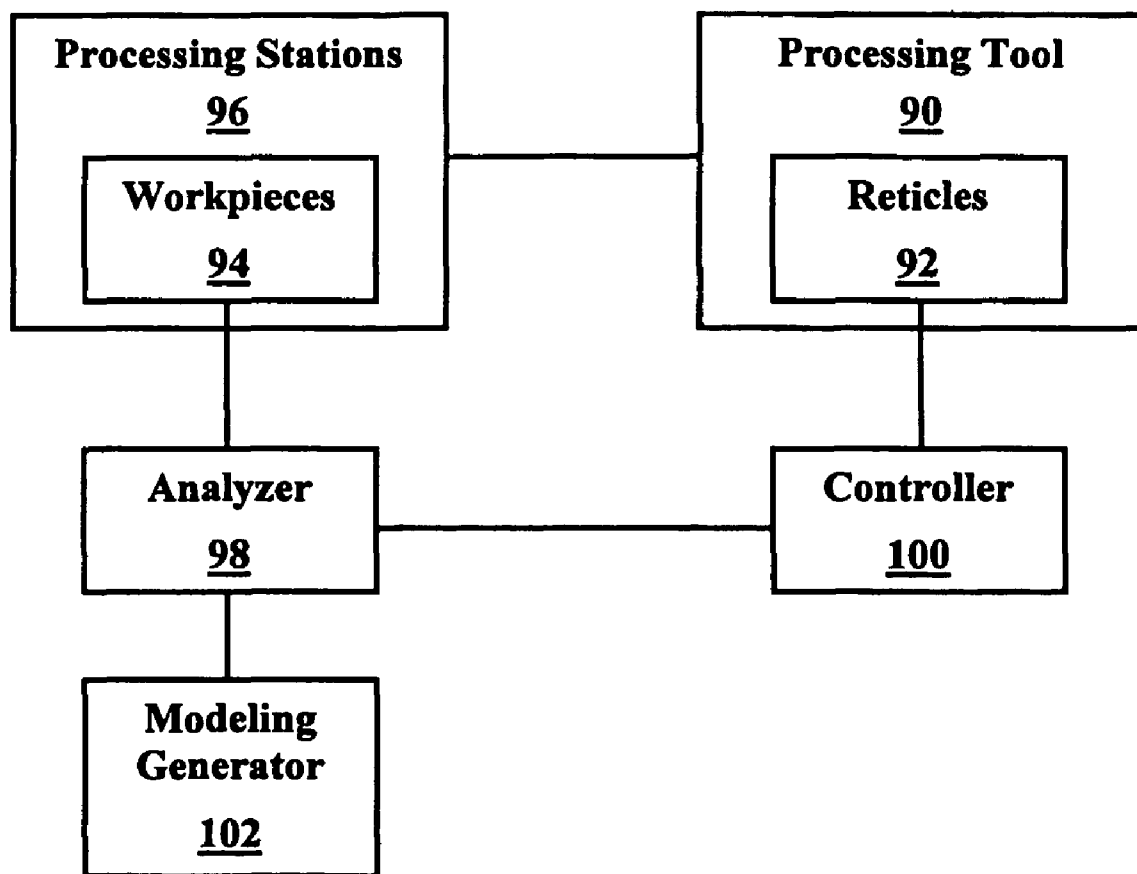 Processing Stations
96
Workpieces
94
Processing Tool
90
Reticles
92
Analyzer
98
Controller
100
Modeling
Generator
102